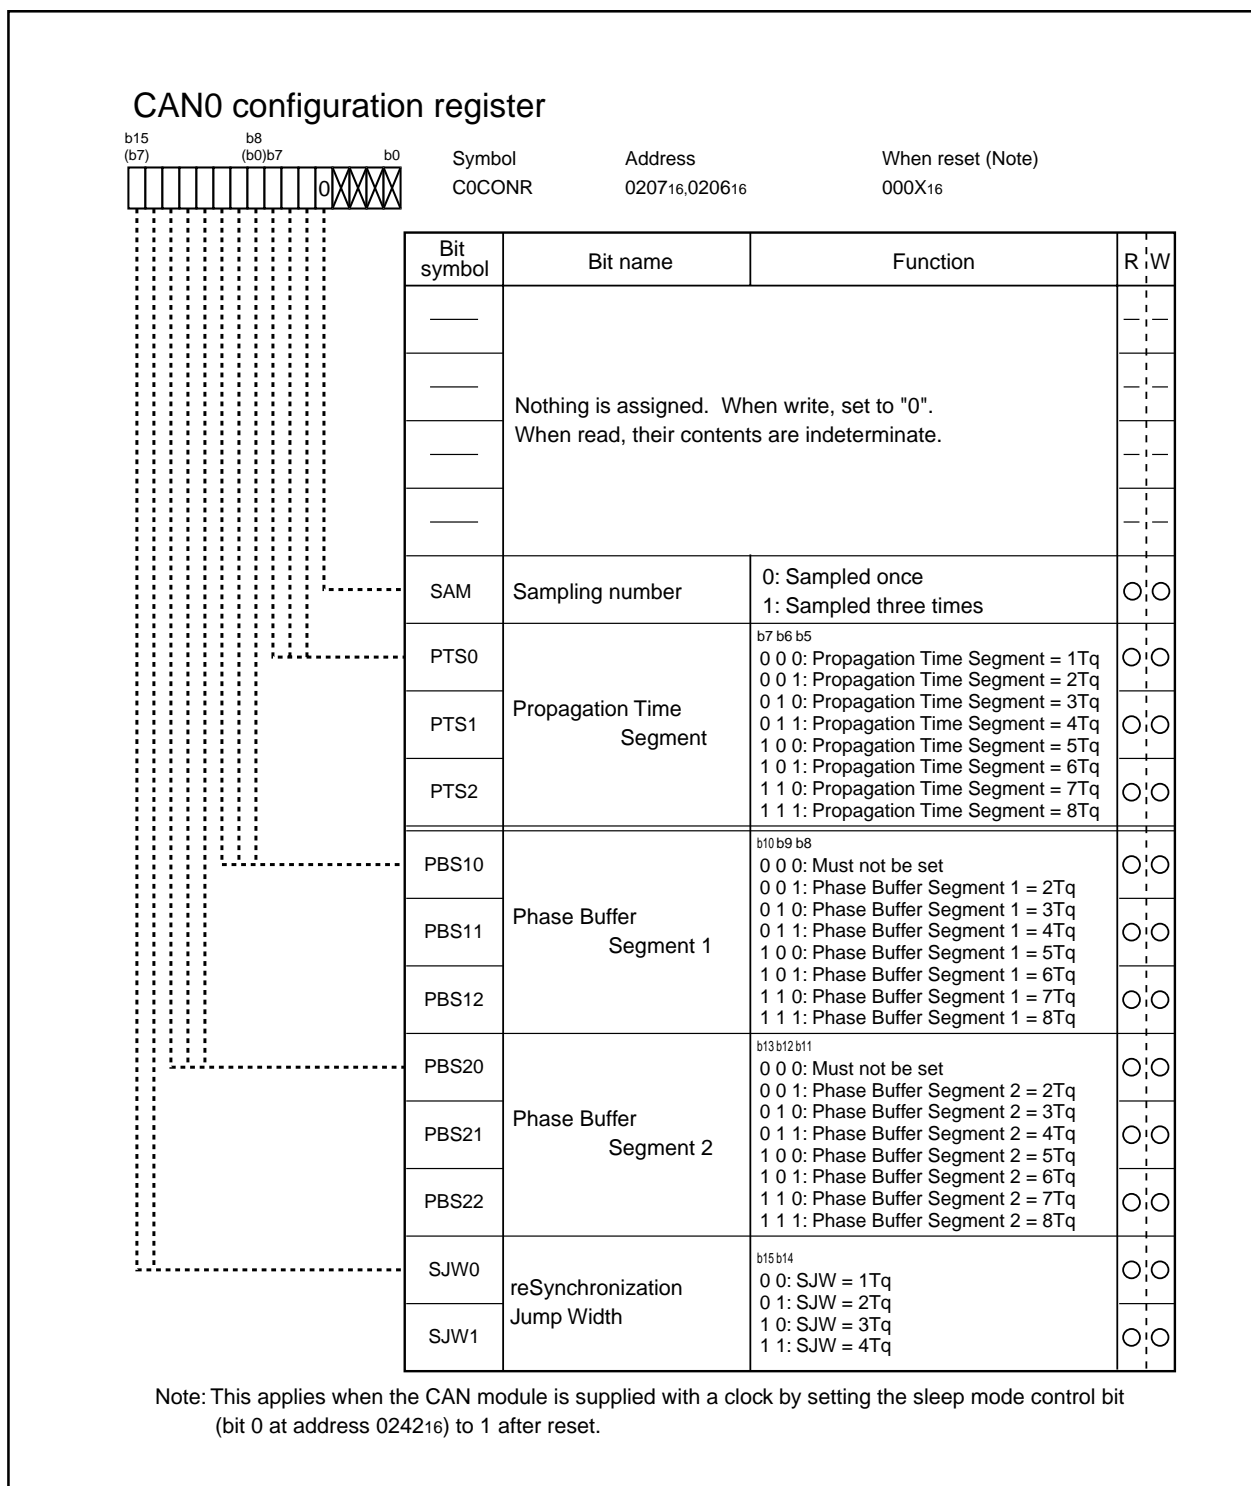 CAN0 configuration register
b15 b8
(b7) (b0)b7 b0
Symbol Address When reset (Note)
C0CONR 020716,020616 000X16
0
Bit symbol Bit name Function R W
Nothing is assigned. When write, set to "0".
When read, their contents are indeterminate.
SAM Sampling number
0: Sampled once
1: Sampled three times
PTS0
PTS1
PTS2
Propagation Time
Segment
b7 b6 b5
0 0 0: Propagation Time Segment = 1Tq
0 0 1: Propagation Time Segment = 2Tq
0 1 0: Propagation Time Segment = 3Tq
0 1 1: Propagation Time Segment = 4Tq
1 0 0: Propagation Time Segment = 5Tq
1 0 1: Propagation Time Segment = 6Tq
1 1 0: Propagation Time Segment = 7Tq
1 1 1: Propagation Time Segment = 8Tq
PBS10
PBS11
PBS12
Phase Buffer
Segment 1
b10 b9 b8
0 0 0: Must not be set
0 0 1: Phase Buffer Segment 1 = 2Tq
0 1 0: Phase Buffer Segment 1 = 3Tq
0 1 1: Phase Buffer Segment 1 = 4Tq
1 0 0: Phase Buffer Segment 1 = 5Tq
1 0 1: Phase Buffer Segment 1 = 6Tq
1 1 0: Phase Buffer Segment 1 = 7Tq
1 1 1: Phase Buffer Segment 1 = 8Tq
PBS20
PBS21
PBS22
Phase Buffer
Segment 2
b13 b12 b11
0 0 0: Must not be set
0 0 1: Phase Buffer Segment 2 = 2Tq
0 1 0: Phase Buffer Segment 2 = 3Tq
0 1 1: Phase Buffer Segment 2 = 4Tq
1 0 0: Phase Buffer Segment 2 = 5Tq
1 0 1: Phase Buffer Segment 2 = 6Tq
1 1 0: Phase Buffer Segment 2 = 7Tq
1 1 1: Phase Buffer Segment 2 = 8Tq
SJW0
SJW1
reSynchronization
Jump Width
b15 b14
0 0: SJW = 1Tq
0 1: SJW = 2Tq
1 0: SJW = 3Tq
1 1: SJW = 4Tq
Note: This applies when the CAN module is supplied with a clock by setting the sleep mode control bit
(bit 0 at address 024216) to 1 after reset.